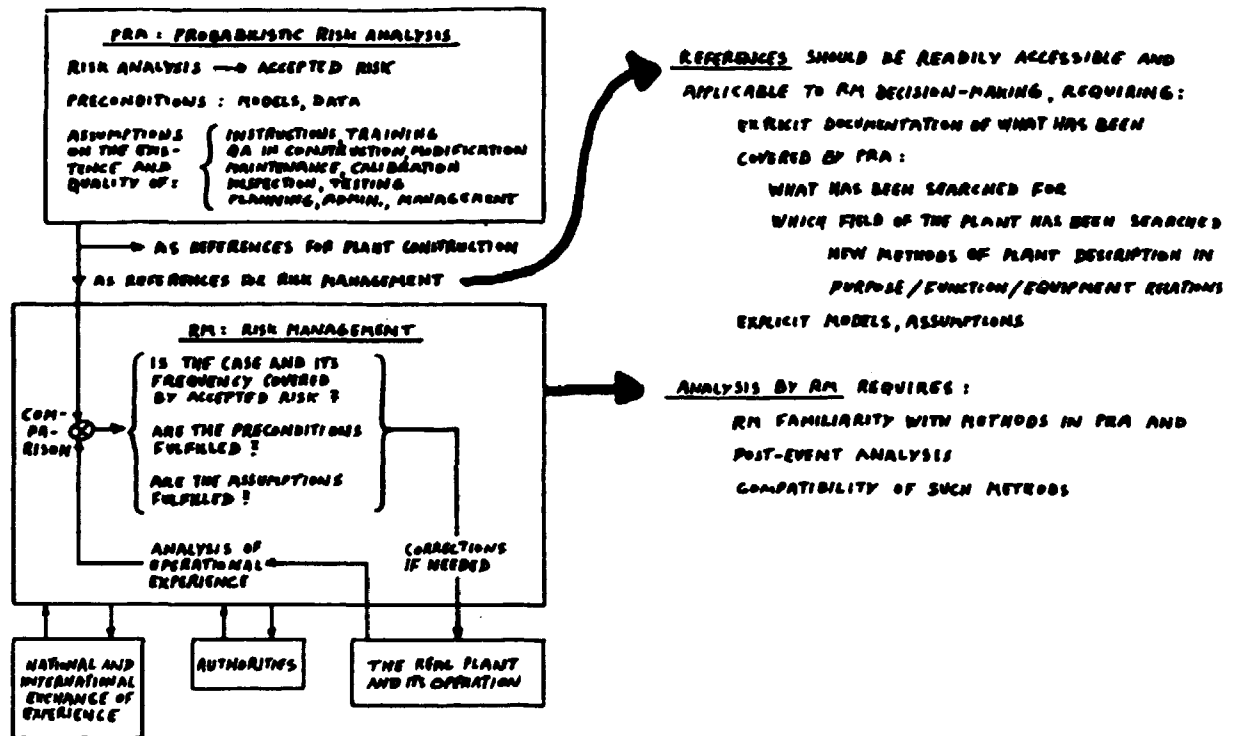 PRA : PROBABILISTIC RISK ANALYSIS
RISK ANALYSIS → ACCEPTED RISK
PRECONDITIONS : MODELS, DATA
ASSUMPTIONS
ON THE EXIS-
TENCE AND
QUALITY OF :
INSTRUCTIONS, TRAINING
QA IN CONSTRUCTION, MODIFICATION
MAINTENANCE, CALIBRATION
INSPECTION, TESTING
PLANNING, ADMIN., MANAGEMENT
AS REFERENCES FOR PLANT CONSTRUCTION
AS REFERENCES FOR RISK MANAGEMENT
RM : RISK MANAGEMENT
COM-
PA-
RISON
IS THE CASE AND ITS
FREQUENCY COVERED
BY ACCEPTED RISK ?
ARE THE PRECONDITIONS
FULFILLED ?
ARE THE ASSUMPTIONS
FULFILLED ?
ANALYSIS OF
OPERATIONAL
EXPERIENCE
CORRECTIONS
IF NEEDED
NATIONAL AND
INTERNATIONAL
EXCHANGE OF
EXPERIENCE
AUTHORITIES
THE REAL PLANT
AND ITS OPERATION
REFERENCES SHOULD BE READILY ACCESSIBLE AND
APPLICABLE TO RM DECISION-MAKING, REQUIRING :
EXPLICIT DOCUMENTATION OF WHAT HAS BEEN
COVERED BY PRA :
WHAT HAS BEEN SEARCHED FOR
WHICH FIELD OF THE PLANT HAS BEEN SEARCHED
NEW METHODS OF PLANT DESCRIPTION IN
PURPOSE/FUNCTION/EQUIPMENT RELATIONS
EXPLICIT MODELS, ASSUMPTIONS
ANALYSIS BY RM REQUIRES :
RM FAMILIARITY WITH METHODS IN PRA AND
POST-EVENT ANALYSIS
COMPATIBILITY OF SUCH METHODS